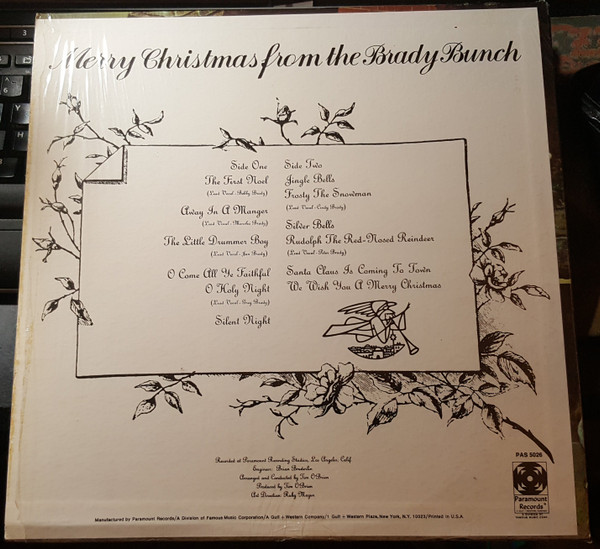 Merry Christmas from the Brady Bunch
Side One
The First Noel
(Lead Vocal - Bobby Brady)
Away In A Manger
(Lead Vocal - Marcia Brady)
The Little Drummer Boy
(Lead Vocal - Jan Brady)
O Come All Ye Faithful
O Holy Night
(Lead Vocal - Greg Brady)
Silent Night
Side Two
Jingle Bells
Frosty The Snowman
(Lead Vocal - Cindy Brady)
Silver Bells
Rudolph The Red-Nosed Reindeer
(Lead Vocal - Peter Brady)
Santa Claus Is Coming To Town
We Wish You A Merry Christmas
Recorded at Paramount Recording Studios, Los Angeles, Calif.
Engineer: Brian
Arranged and Conducted by Tim O'Brien
Produced by Tim O'Brien
Art Direction: Ruby Mazur
PAS 5026
Paramount
Records
Manufactured by Paramount Records/A Division of Famous Music Corporation/A Gulf + Western Company/1 Gulf + Western Plaza, New York, N.Y. 10023/Printed in U.S.A.